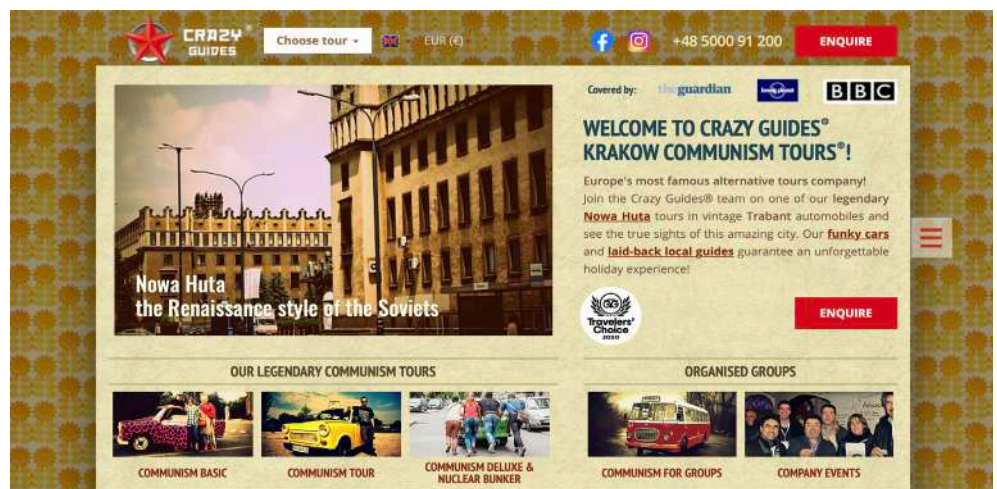 CRAZY®
GUIDES
Choose tour
EUR (€)
+48 5000 91 200
ENQUIRE
Covered by:
theguardian
lonely planet
BBC
WELCOME TO CRAZY GUIDES®
KRAKOW COMMUNISM TOURS®!
Europe's most famous alternative tours company!
Join the Crazy Guides® team on one of our legendary
Nowa Huta tours in vintage Trabant automobiles and
see the true sights of this amazing city. Our funky cars
and laid-back local guides guarantee an unforgettable
holiday experience!
Nowa Huta
the Renaissance style of the Soviets
Travelers'
Choice
2020
ENQUIRE
OUR LEGENDARY COMMUNISM TOURS
ORGANISED GROUPS
COMMUNISM BASIC
COMMUNISM TOUR
COMMUNISM DELUXE &
NUCLEAR BUNKER
COMMUNISM FOR GROUPS
COMPANY EVENTS